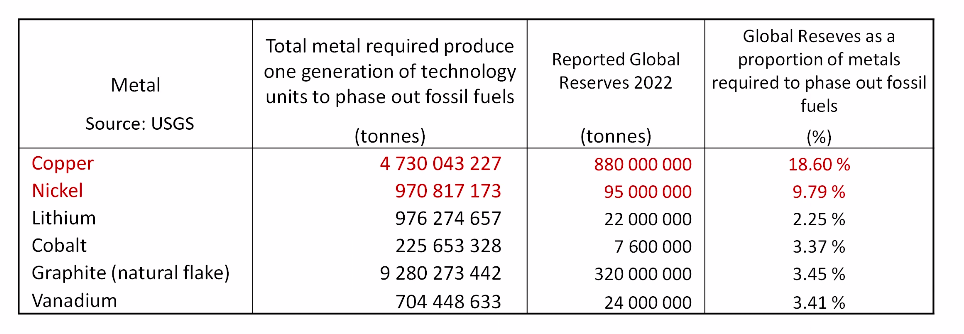 Metal
Source: USGS
Total metal required produce
one generation of technology
units to phase out fossil fuels
(tonnes)
Reported Global
Reserves 2022
(tonnes)
Global Reseves as a
proportion of metals
required to phase out fossil
fuels
(%)
Copper 4 730 043 227 880 000 000 18.60 %
Nickel 970 817 173 95 000 000 9.79 %
Lithium 976 274 657 22 000 000 2.25 %
Cobalt 225 653 328 7 600 000 3.37 %
Graphite (natural flake) 9 280 273 442 320 000 000 3.45 %
Vanadium 704 448 633 24 000 000 3.41 %